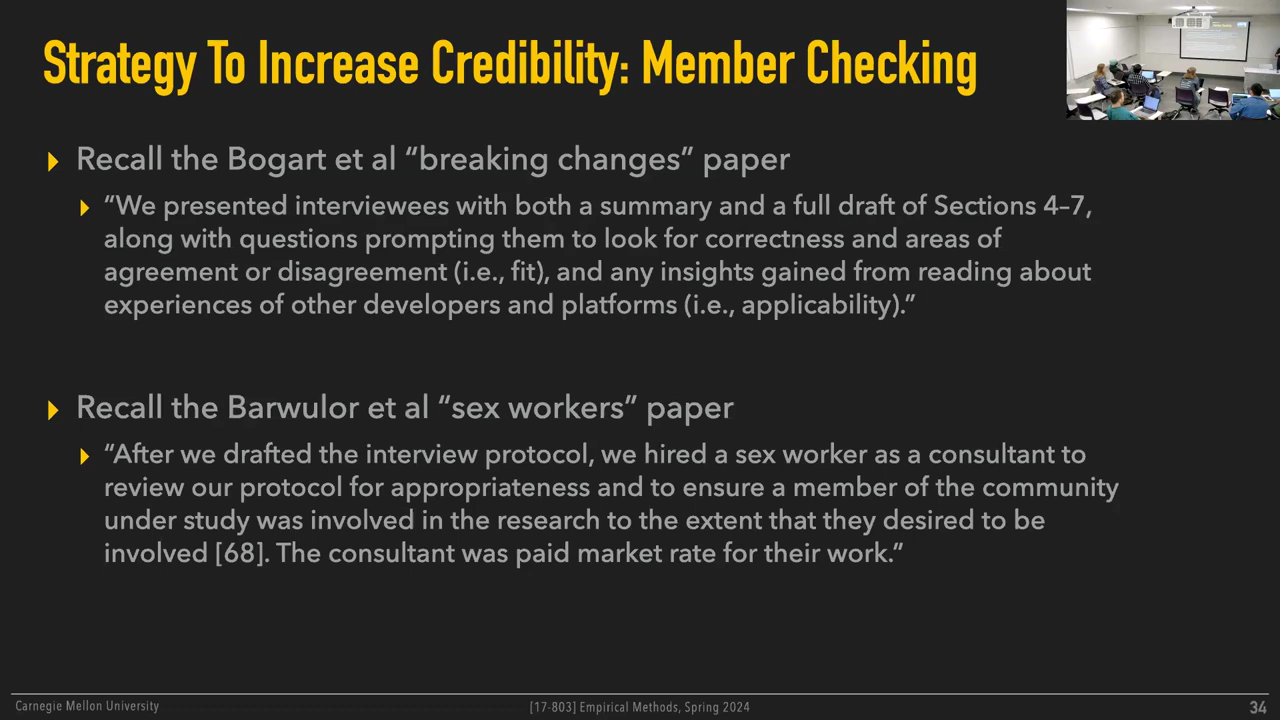 Strategy To Increase Credibility: Member Checking
Recall the Bogart et al “breaking changes” paper
“We presented interviewees with both a summary and a full draft of Sections 4–7,
along with questions prompting them to look for correctness and areas of
agreement or disagreement (i.e., fit), and any insights gained from reading about
experiences of other developers and platforms (i.e., applicability).”
Recall the Barwulor et al “sex workers” paper
“After we drafted the interview protocol, we hired a sex worker as a consultant to
review our protocol for appropriateness and to ensure a member of the community
under study was involved in the research to the extent that they desired to be
involved [68]. The consultant was paid market rate for their work.”
Carnegie Mellon University
[17-803] Empirical Methods, Spring 2024
34